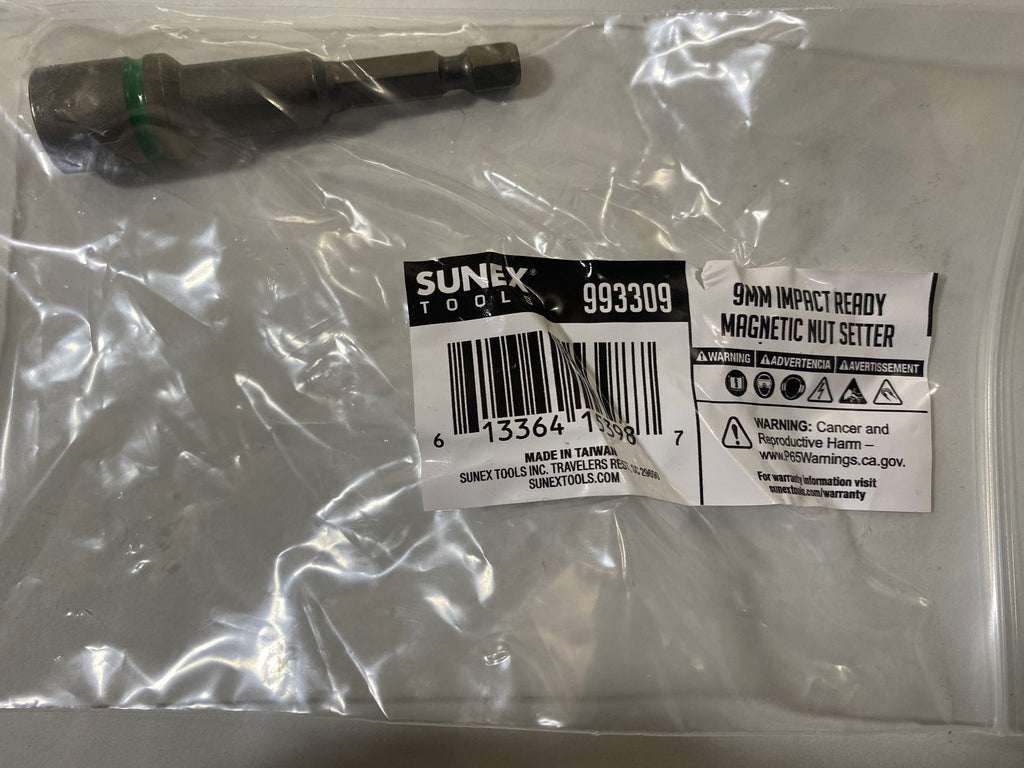 SUNEX®
TOOLS
993309
6 13364 15398 7
MADE IN TAIWAN
SUNEX TOOLS INC. TRAVELERS REST, SC 29690
SUNEXTOOLS.COM
9MM IMPACT READY
MAGNETIC NUT SETTER
WARNING ADVERTENCIA AVERTISSEMENT
WARNING: Cancer and
Reproductive Harm –
www.P65Warnings.ca.gov.
For warranty information visit
sunextools.com/warranty